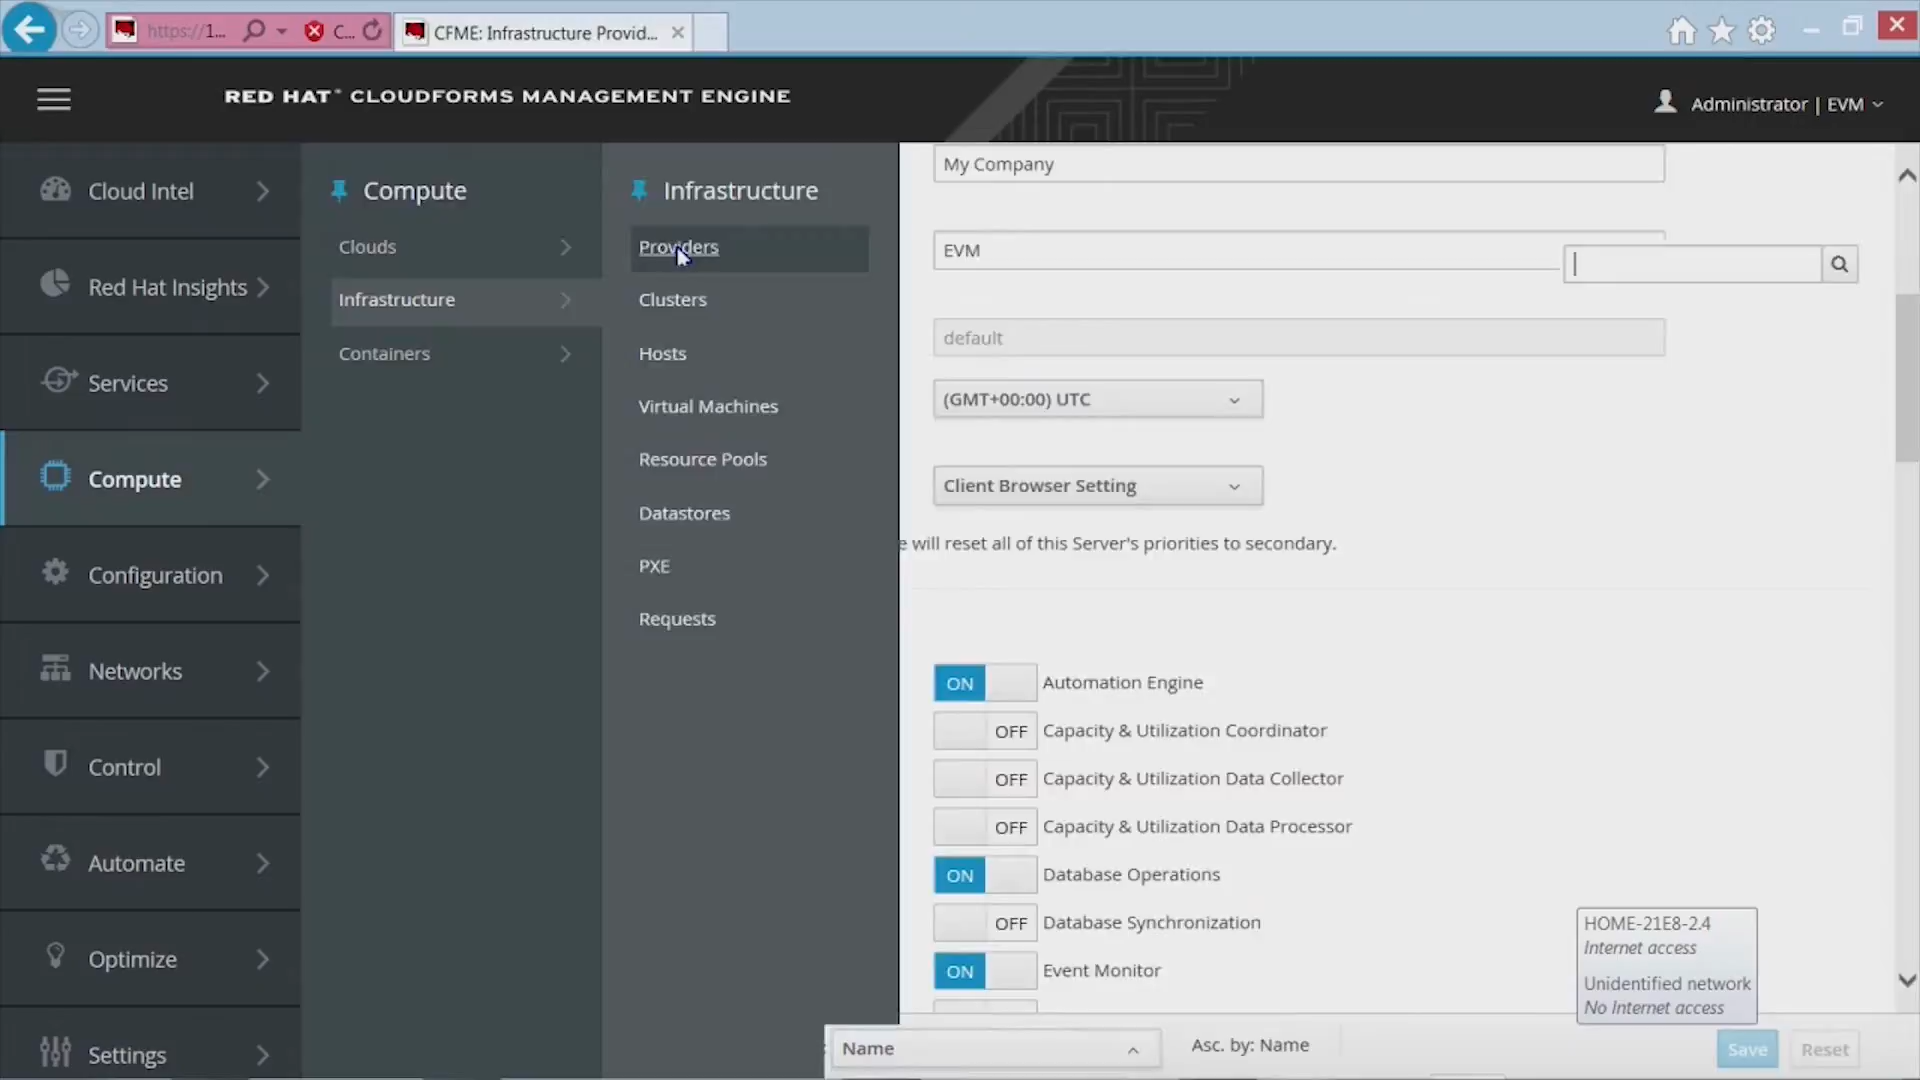 https://1...
C...
CFME: Infrastructure Provid...
RED HAT CLOUDFORMS MANAGEMENT ENGINE
Administrator | EVM
Cloud Intel
Red Hat Insights
Services
Compute
Configuration
Networks
Control
Automate
Optimize
Settings
Compute
Clouds
Infrastructure
Containers
Infrastructure
Providers
Clusters
Hosts
Virtual Machines
Resource Pools
Datastores
PXE
Requests
My Company
EVM
default
(GMT+00:00) UTC
Client Browser Setting
e will reset all of this Server's priorities to secondary.
ON Automation Engine
OFF Capacity & Utilization Coordinator
OFF Capacity & Utilization Data Collector
OFF Capacity & Utilization Data Processor
ON Database Operations
OFF Database Synchronization
ON Event Monitor
HOME-21E8-2.4
Internet access
Unidentified network
No Internet access
Name
Asc. by: Name
Save
Reset